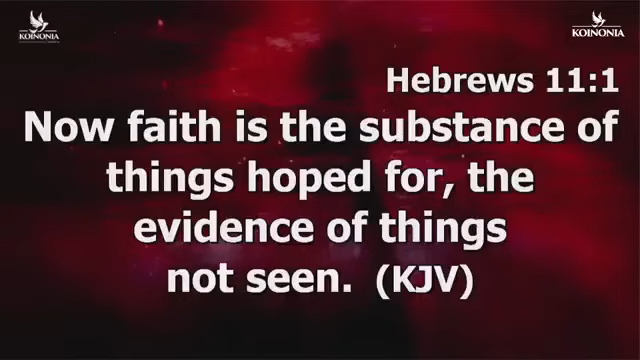 KOINONIA
KOINONIA
Hebrews 11:1
Now faith is the substance of
things hoped for, the
evidence of things
not seen. (KJV)